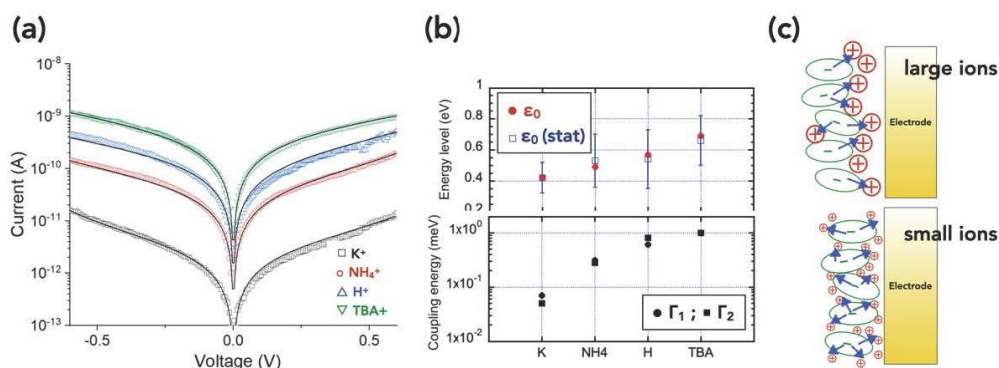 (a)
10⁻⁸
10⁻⁹
10⁻¹⁰
10⁻¹¹
10⁻¹²
10⁻¹³
Current (A)
-0.5
0.0
0.5
Voltage (V)
K⁺
NH₄⁺
H⁺
TBA+
(b)
1
0.8
0.6
0.4
0.2
Energy level (eV)
ε₀
ε₀ (stat)
1x10⁰
1x10⁻¹
1x10⁻²
Coupling energy (meV)
Γ₁ ; Γ₂
K
NH4
H
TBA
(c)
large ions
Electrode
small ions
Electrode